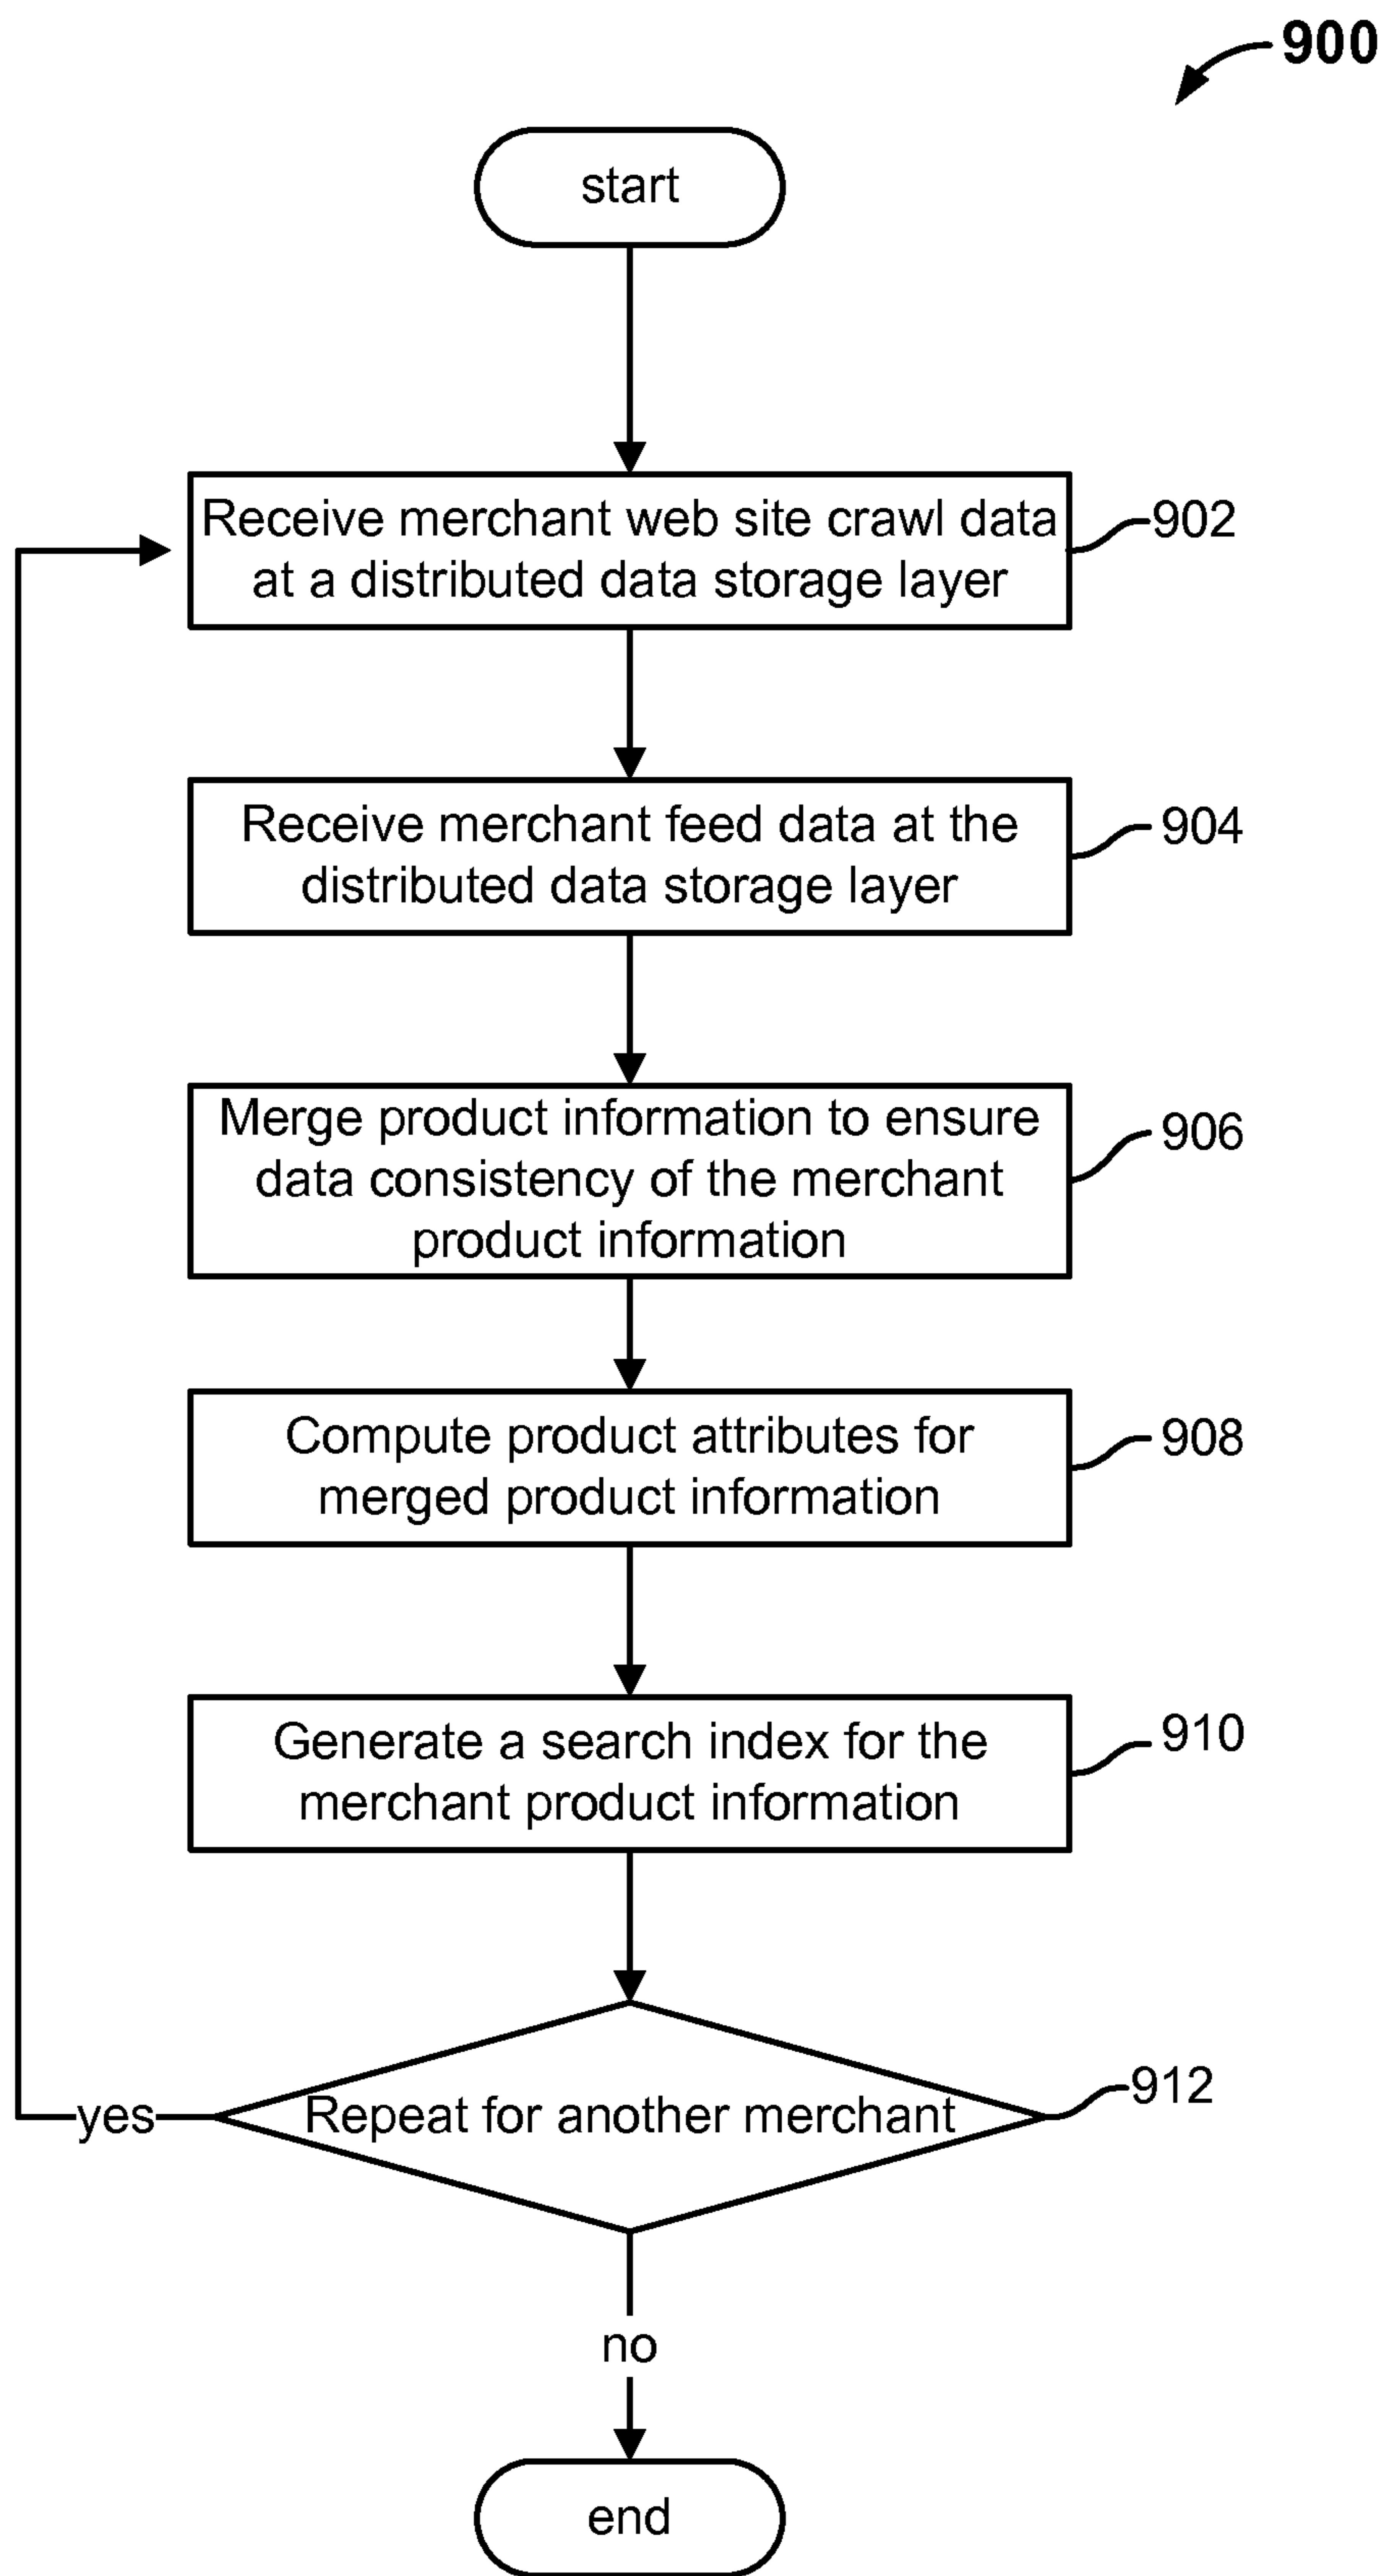 900
start
Receive merchant web site crawl data
at a distributed data storage layer
902
Receive merchant feed data at the
distributed data storage layer
904
Merge product information to ensure
data consistency of the merchant
product information
906
Compute product attributes for
merged product information
908
Generate a search index for the
merchant product information
910
Repeat for another merchant
912
yes
no
end